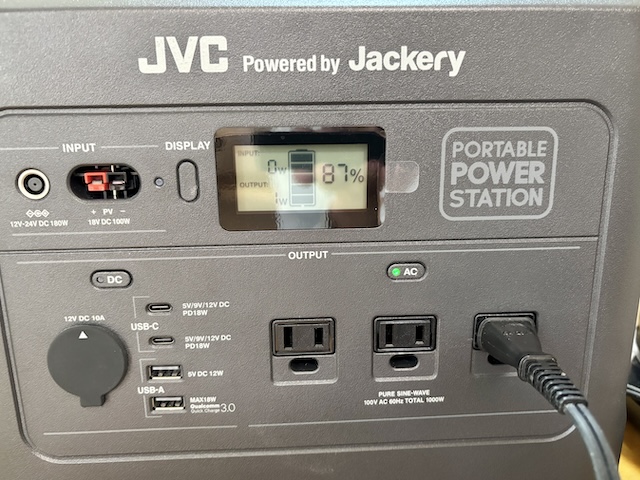 JVC Powered by Jackery
INPUT
DISPLAY
12V-24V DC 180W
+ PV −
18V DC 100W
INPUT:
0W
OUTPUT:
1W
87%
PORTABLE
POWER
STATION
OUTPUT
DC
AC
12V DC 10A
5V/9V/12V DC
PD18W
USB-C
5V/9V/12V DC
PD18W
5V DC 12W
USB-A
MAX18W
Qualcomm
Quick Charge 3.0
PURE SINE-WAVE
100V AC 60Hz TOTAL 1000W